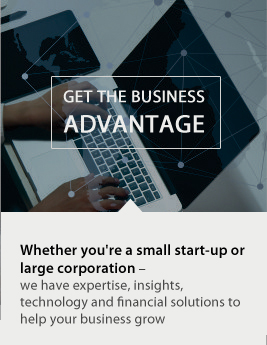 GET THE BUSINESS
ADVANTAGE
Whether you're a small start-up or
large corporation –
we have expertise, insights,
technology and financial solutions to
help your business grow